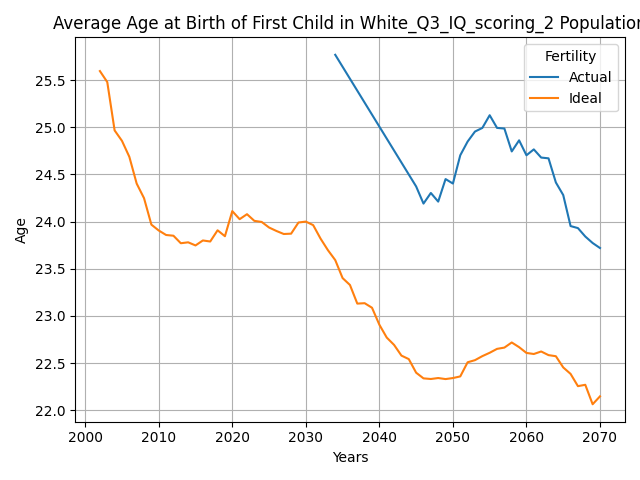 Average Age at Birth of First Child in White_Q3_IQ_scoring_2 Population
Fertility
Actual
Ideal
25.5
25.0
24.5
24.0
23.5
23.0
22.5
22.0
Age
2000 2010 2020 2030 2040 2050 2060 2070
Years